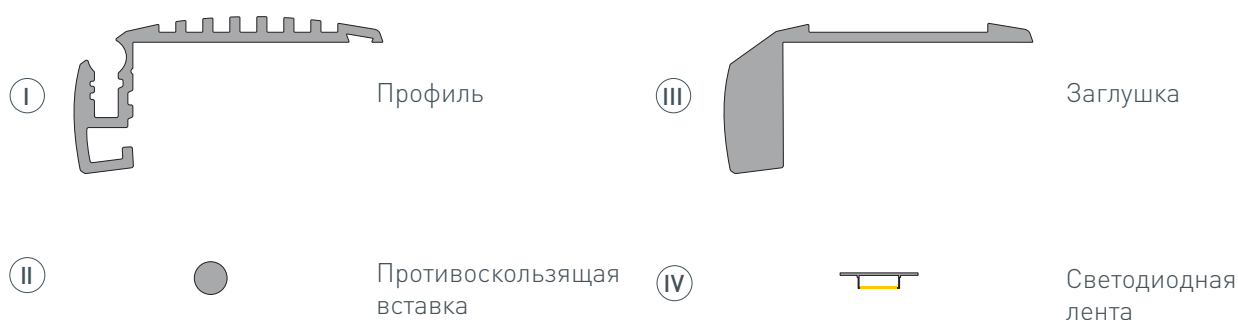 I
Профиль
III
Заглушка
II
Противоскользящая
вставка
IV
Светодиодная
лента